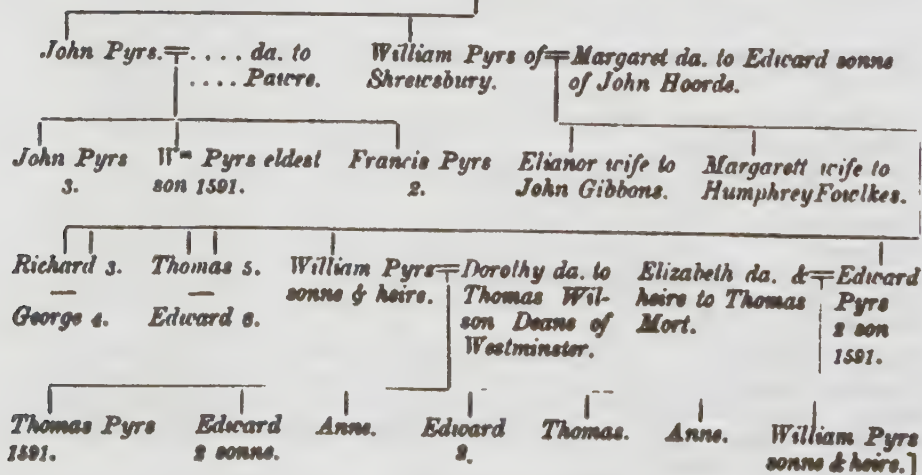 John Pyrs. = .... da. to
.... Pawre.
William Pyrs of = Margaret da. to Edward sonne
Shrewsbury. of John Hoorde.
John Pyrs
3.
Wm Pyrs eldest
son 1591.
Francis Pyrs
2.
Elianor wife to
John Gibbons.
Margarett wife to
Humphrey Fowlkes.
Richard 3.
George 4.
Thomas 5.
Edward 6.
William Pyrs
sonne & heire.
Dorothy da. to
Thomas Wil-
son Deane of
Westminster.
Elizabeth da. &
heire to Thomas
Mort.
Edward
Pyrs
2 son
1591.
Thomas Pyrs
1591.
Edward
2 sonne.
Anne.
Edward
2.
Thomas.
Anne.
William Pyrs
sonne & heire.]